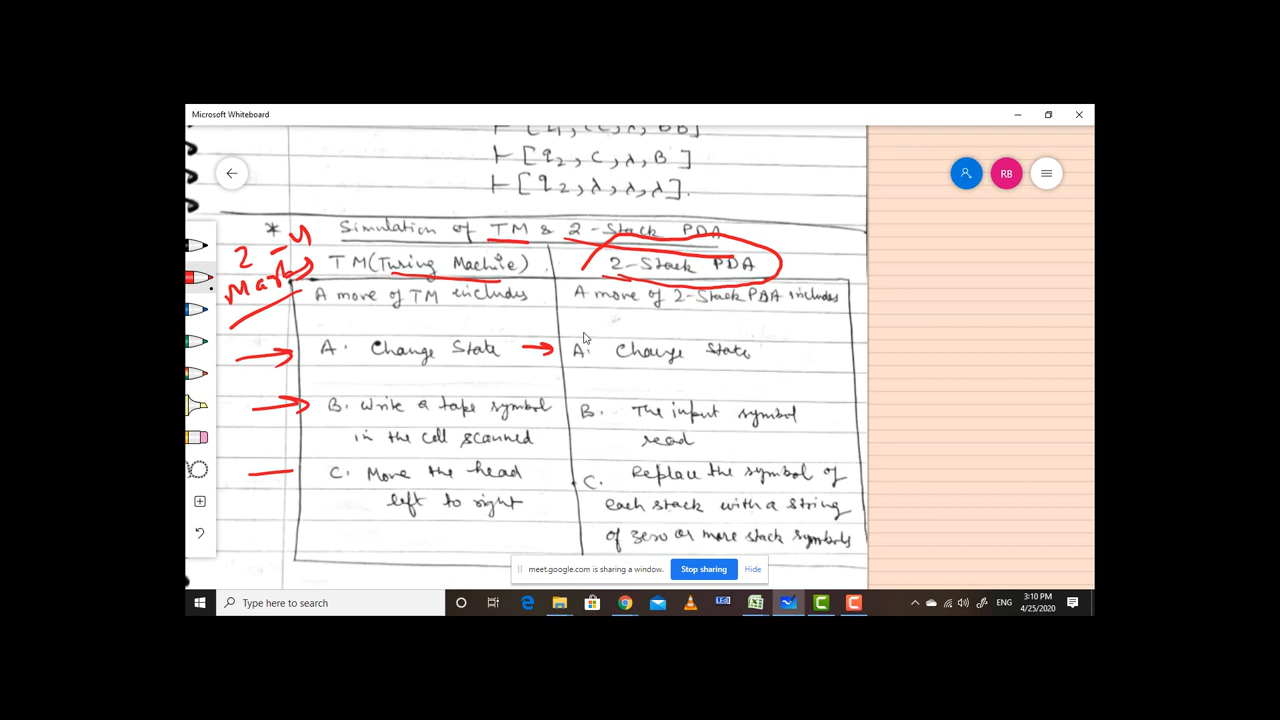 Microsoft Whiteboard
⊢ [q2, C, λ, B ]
⊢ [q2, λ, λ, λ].
RB
* Simulation of TM & 2-Stack PDA
2-4 Mark
TM(Turing Machine) 2-Stack PDA
A move of TM includes A move of 2-Stack PDA includes
A. Change State A. Change State
B. Write a tape symbol B. The input symbol
in the cell scanned read
C. Move the head C. Replace the symbol of
left to right each stack with a string
of zero or more stack symbols
meet.google.com is sharing a window. Stop sharing Hide
Type here to search
ENG 3:10 PM
4/25/2020